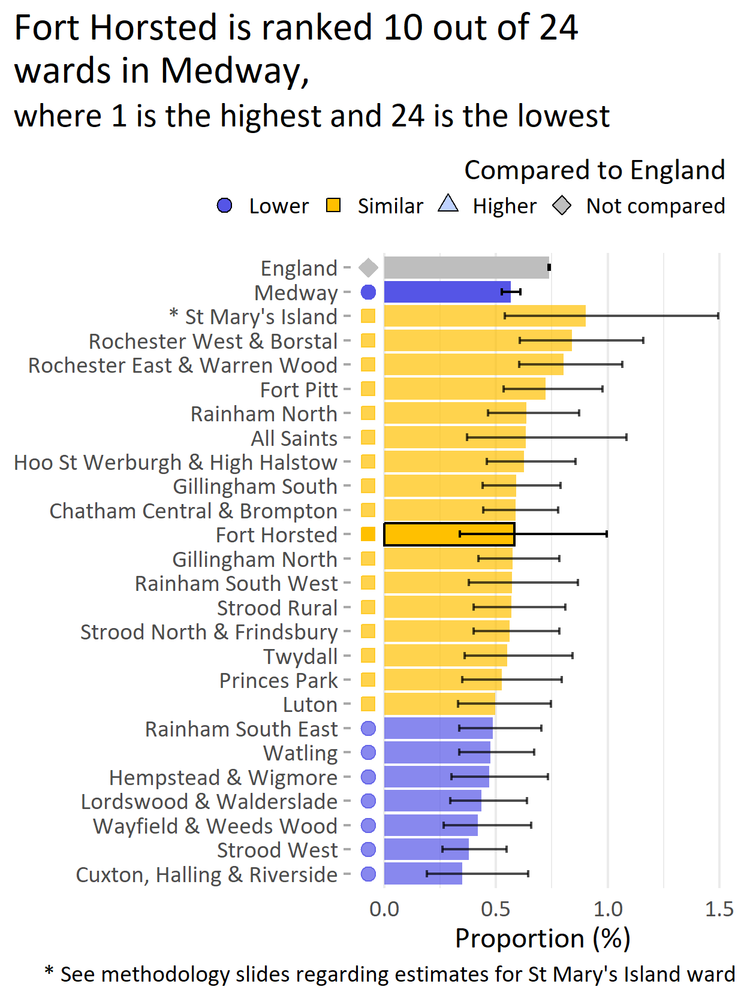 Fort Horsted is ranked 10 out of 24
wards in Medway,
where 1 is the highest and 24 is the lowest
Compared to England
Lower Similar Higher Not compared
England
Medway
* St Mary's Island
Rochester West & Borstal
Rochester East & Warren Wood
Fort Pitt
Rainham North
All Saints
Hoo St Werburgh & High Halstow
Gillingham South
Chatham Central & Brompton
Fort Horsted
Gillingham North
Rainham South West
Strood Rural
Strood North & Frindsbury
Twydall
Princes Park
Luton
Rainham South East
Watling
Hempstead & Wigmore
Lordswood & Walderslade
Wayfield & Weeds Wood
Strood West
Cuxton, Halling & Riverside
0.0 0.5 1.0 1.5
Proportion (%)
* See methodology slides regarding estimates for St Mary's Island ward